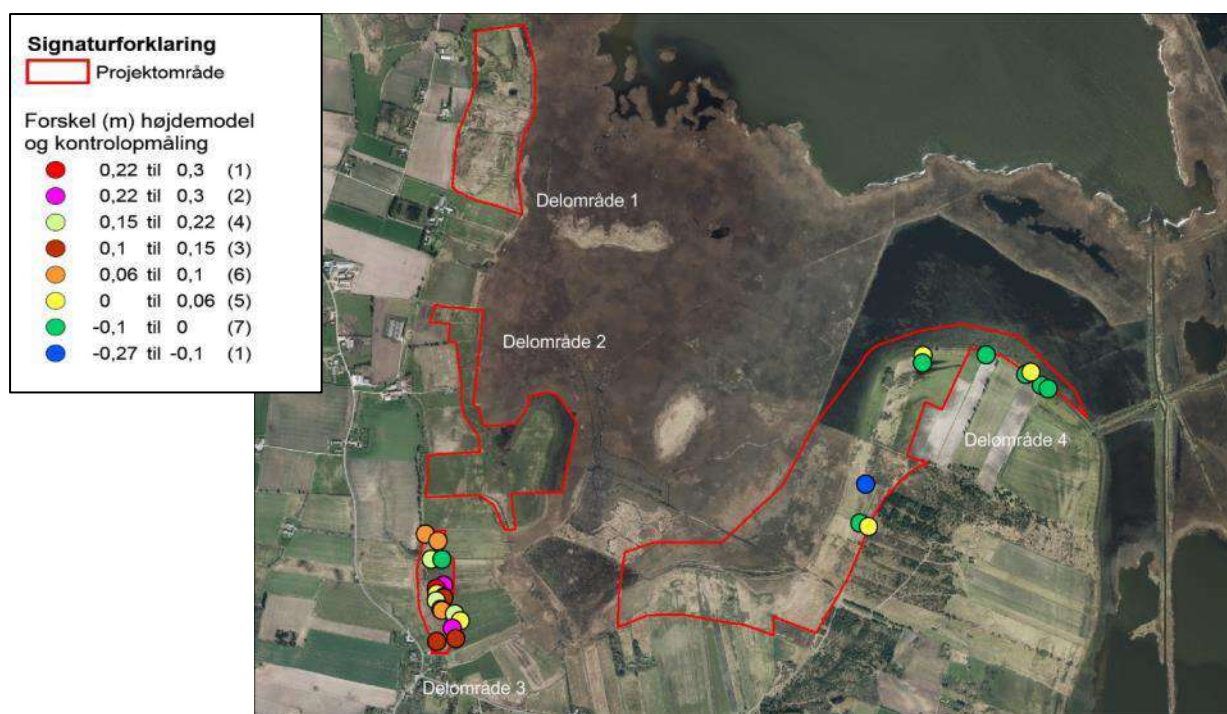 Signaturforklaring
Projektområde
Forskel (m) højdemodel
og kontrolopmåling
0,22 til 0,3 (1)
0,22 til 0,3 (2)
0,15 til 0,22 (4)
0,1 til 0,15 (3)
0,06 til 0,1 (6)
0 til 0,06 (5)
-0,1 til 0 (7)
-0,27 til -0,1 (1)
Delområde 1
Delområde 2
Delområde 4
Delområde 3